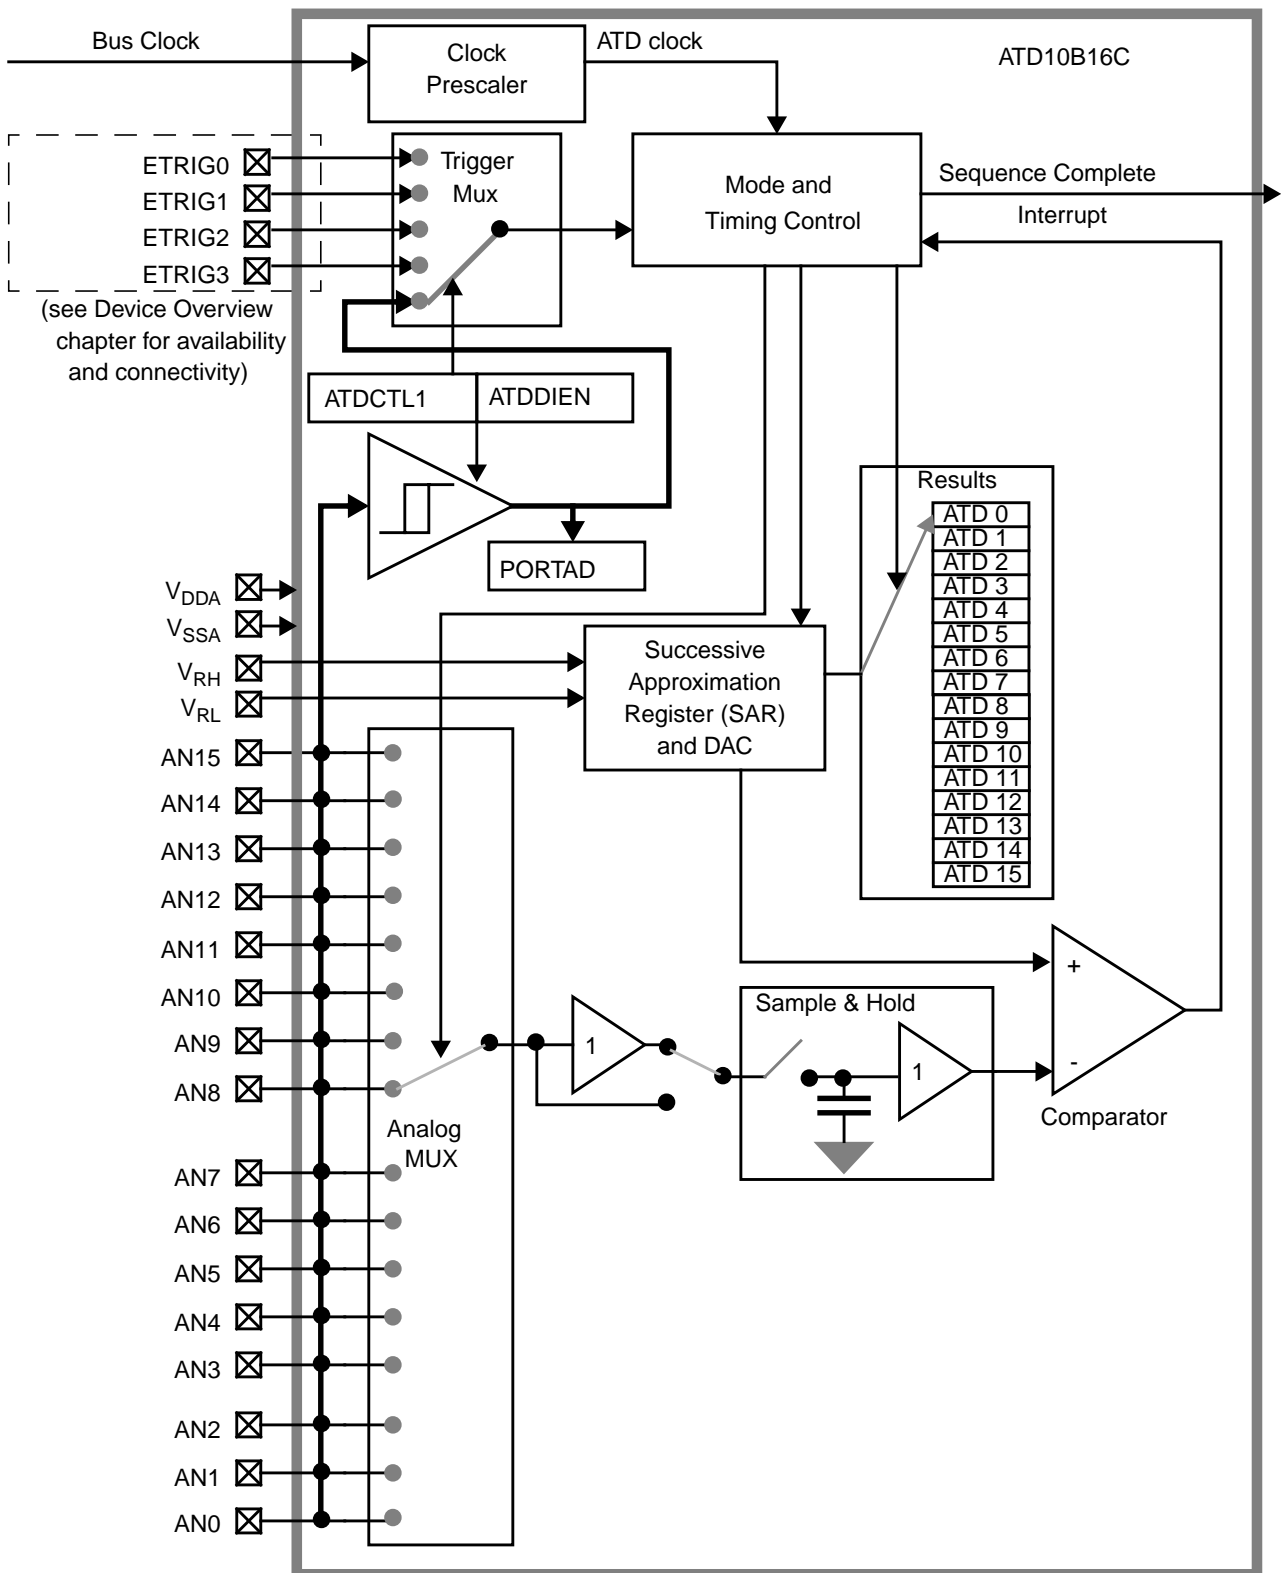 Bus Clock
Clock
Prescaler
ATD clock
ATD10B16C
ETRIG0
ETRIG1
ETRIG2
ETRIG3
(see Device Overview
chapter for availability
and connectivity)
Trigger
Mux
Mode and
Timing Control
Sequence Complete
Interrupt
ATDCTL1
ATDDIEN
PORTAD
Results
ATD 0
ATD 1
ATD 2
ATD 3
ATD 4
ATD 5
ATD 6
ATD 7
ATD 8
ATD 9
ATD 10
ATD 11
ATD 12
ATD 13
ATD 14
ATD 15
VDDA
VSSA
VRH
VRL
Successive
Approximation
Register (SAR)
and DAC
AN15
AN14
AN13
AN12
AN11
AN10
AN9
AN8
AN7
AN6
AN5
AN4
AN3
AN2
AN1
AN0
Analog
MUX
1
Sample & Hold
1
+
-
Comparator